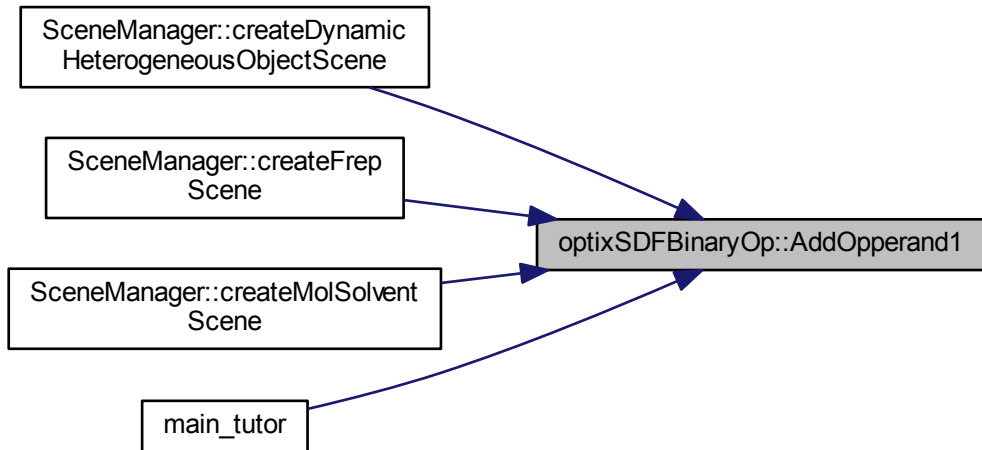 SceneManager::createDynamic
HeterogeneousObjectScene
SceneManager::createFrep
Scene
optixSDFBinaryOp::AddOpperand1
SceneManager::createMolSolvent
Scene
main_tutor